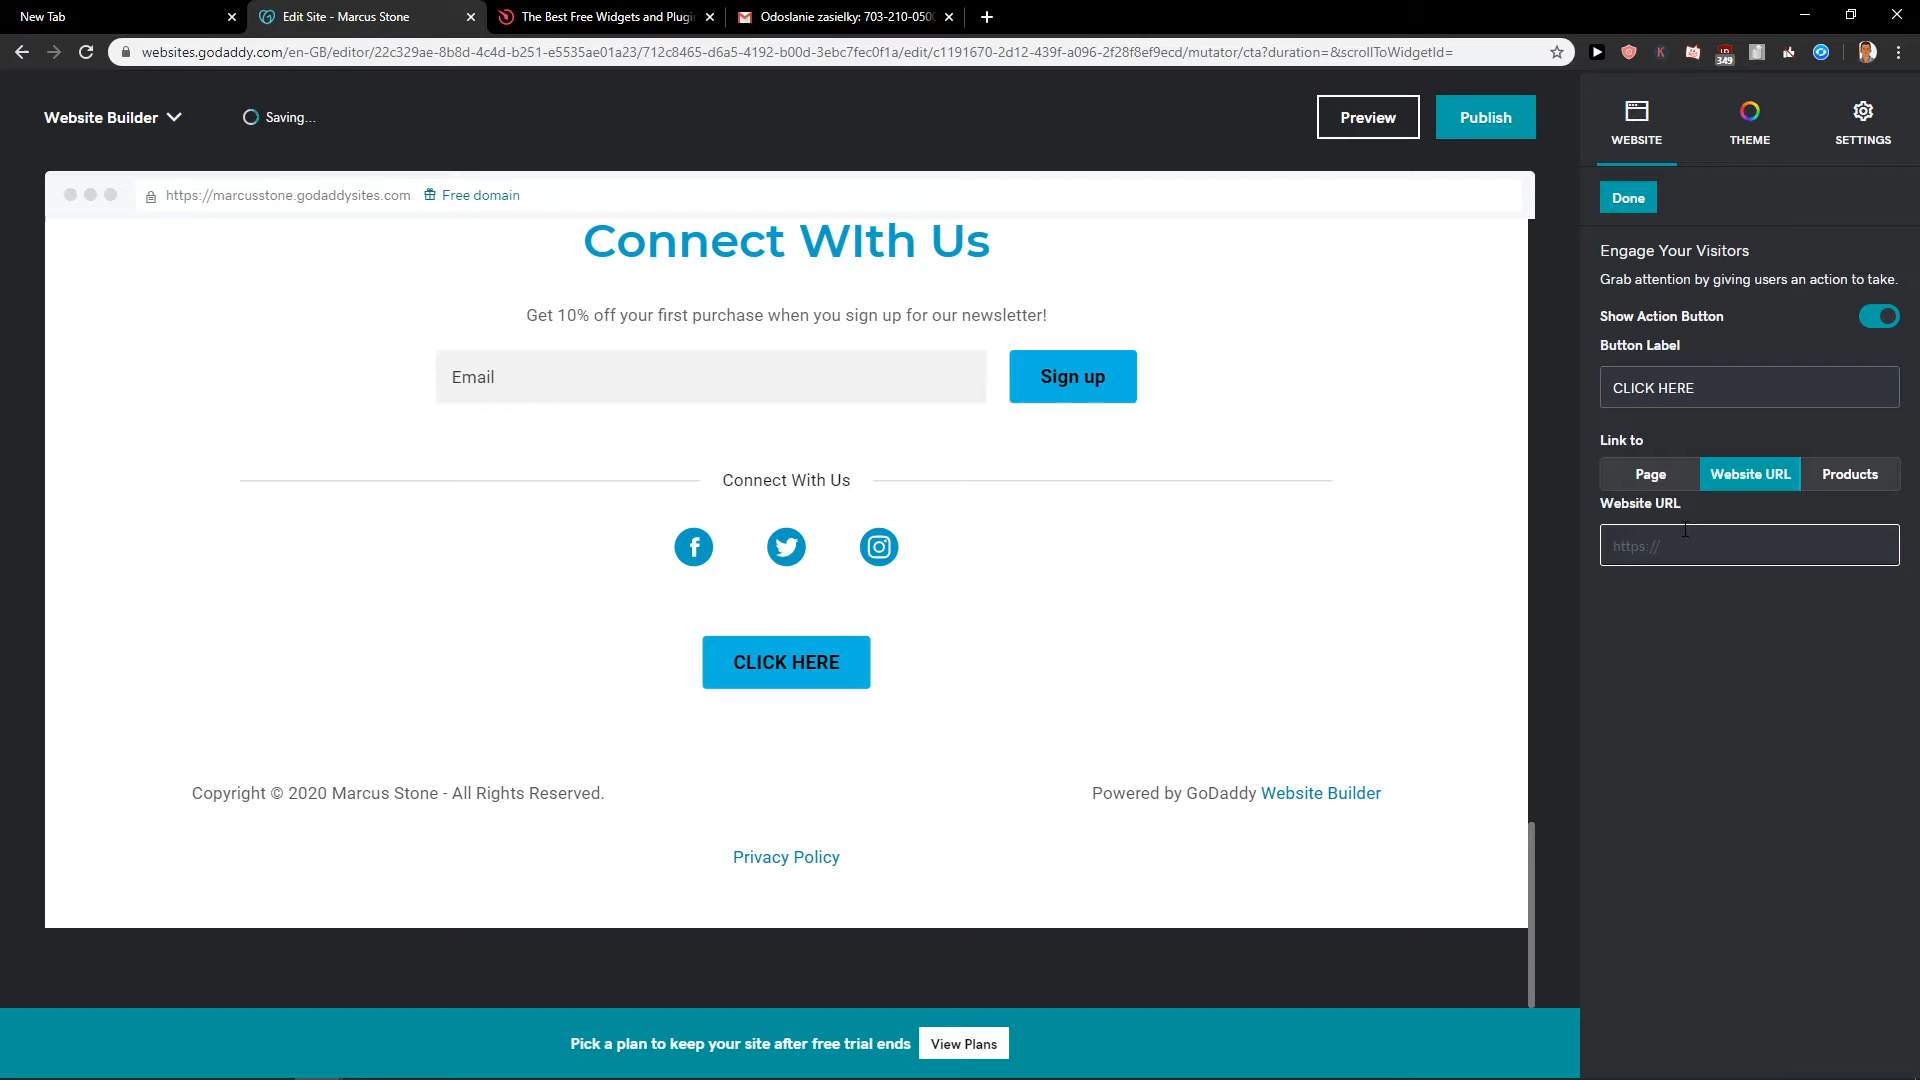 New Tab
Edit Site - Marcus Stone
The Best Free Widgets and Plugi
Odoslanie zasielky: 703-210-050
websites.godaddy.com/en-GB/editor/22c329ae-8b8d-4c4d-b251-e5535ae01a23/712c8465-d6a5-4192-b00d-3ebc7fec0f1a/edit/c1191670-2d12-439f-a096-2f28f8ef9ecd/mutator/cta?duration=&scrollToWidgetId=
349
Website Builder
Saving...
Preview
Publish
WEBSITE
THEME
SETTINGS
https://marcusstone.godaddysites.com
Free domain
Done
Connect WIth Us
Engage Your Visitors
Grab attention by giving users an action to take.
Get 10% off your first purchase when you sign up for our newsletter!
Show Action Button
Button Label
Email
Sign up
CLICK HERE
Link to
Page
Website URL
Products
Connect With Us
Website URL
https://
CLICK HERE
Copyright © 2020 Marcus Stone - All Rights Reserved.
Powered by GoDaddy Website Builder
Privacy Policy
Pick a plan to keep your site after free trial ends
View Plans